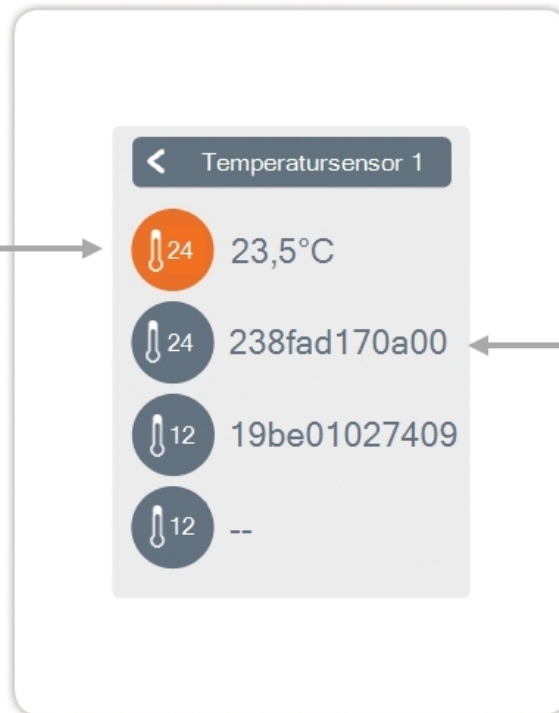 Temperatursensor 1
24 23,5°C
24 238fad170a00
12 19be01027409
12 --